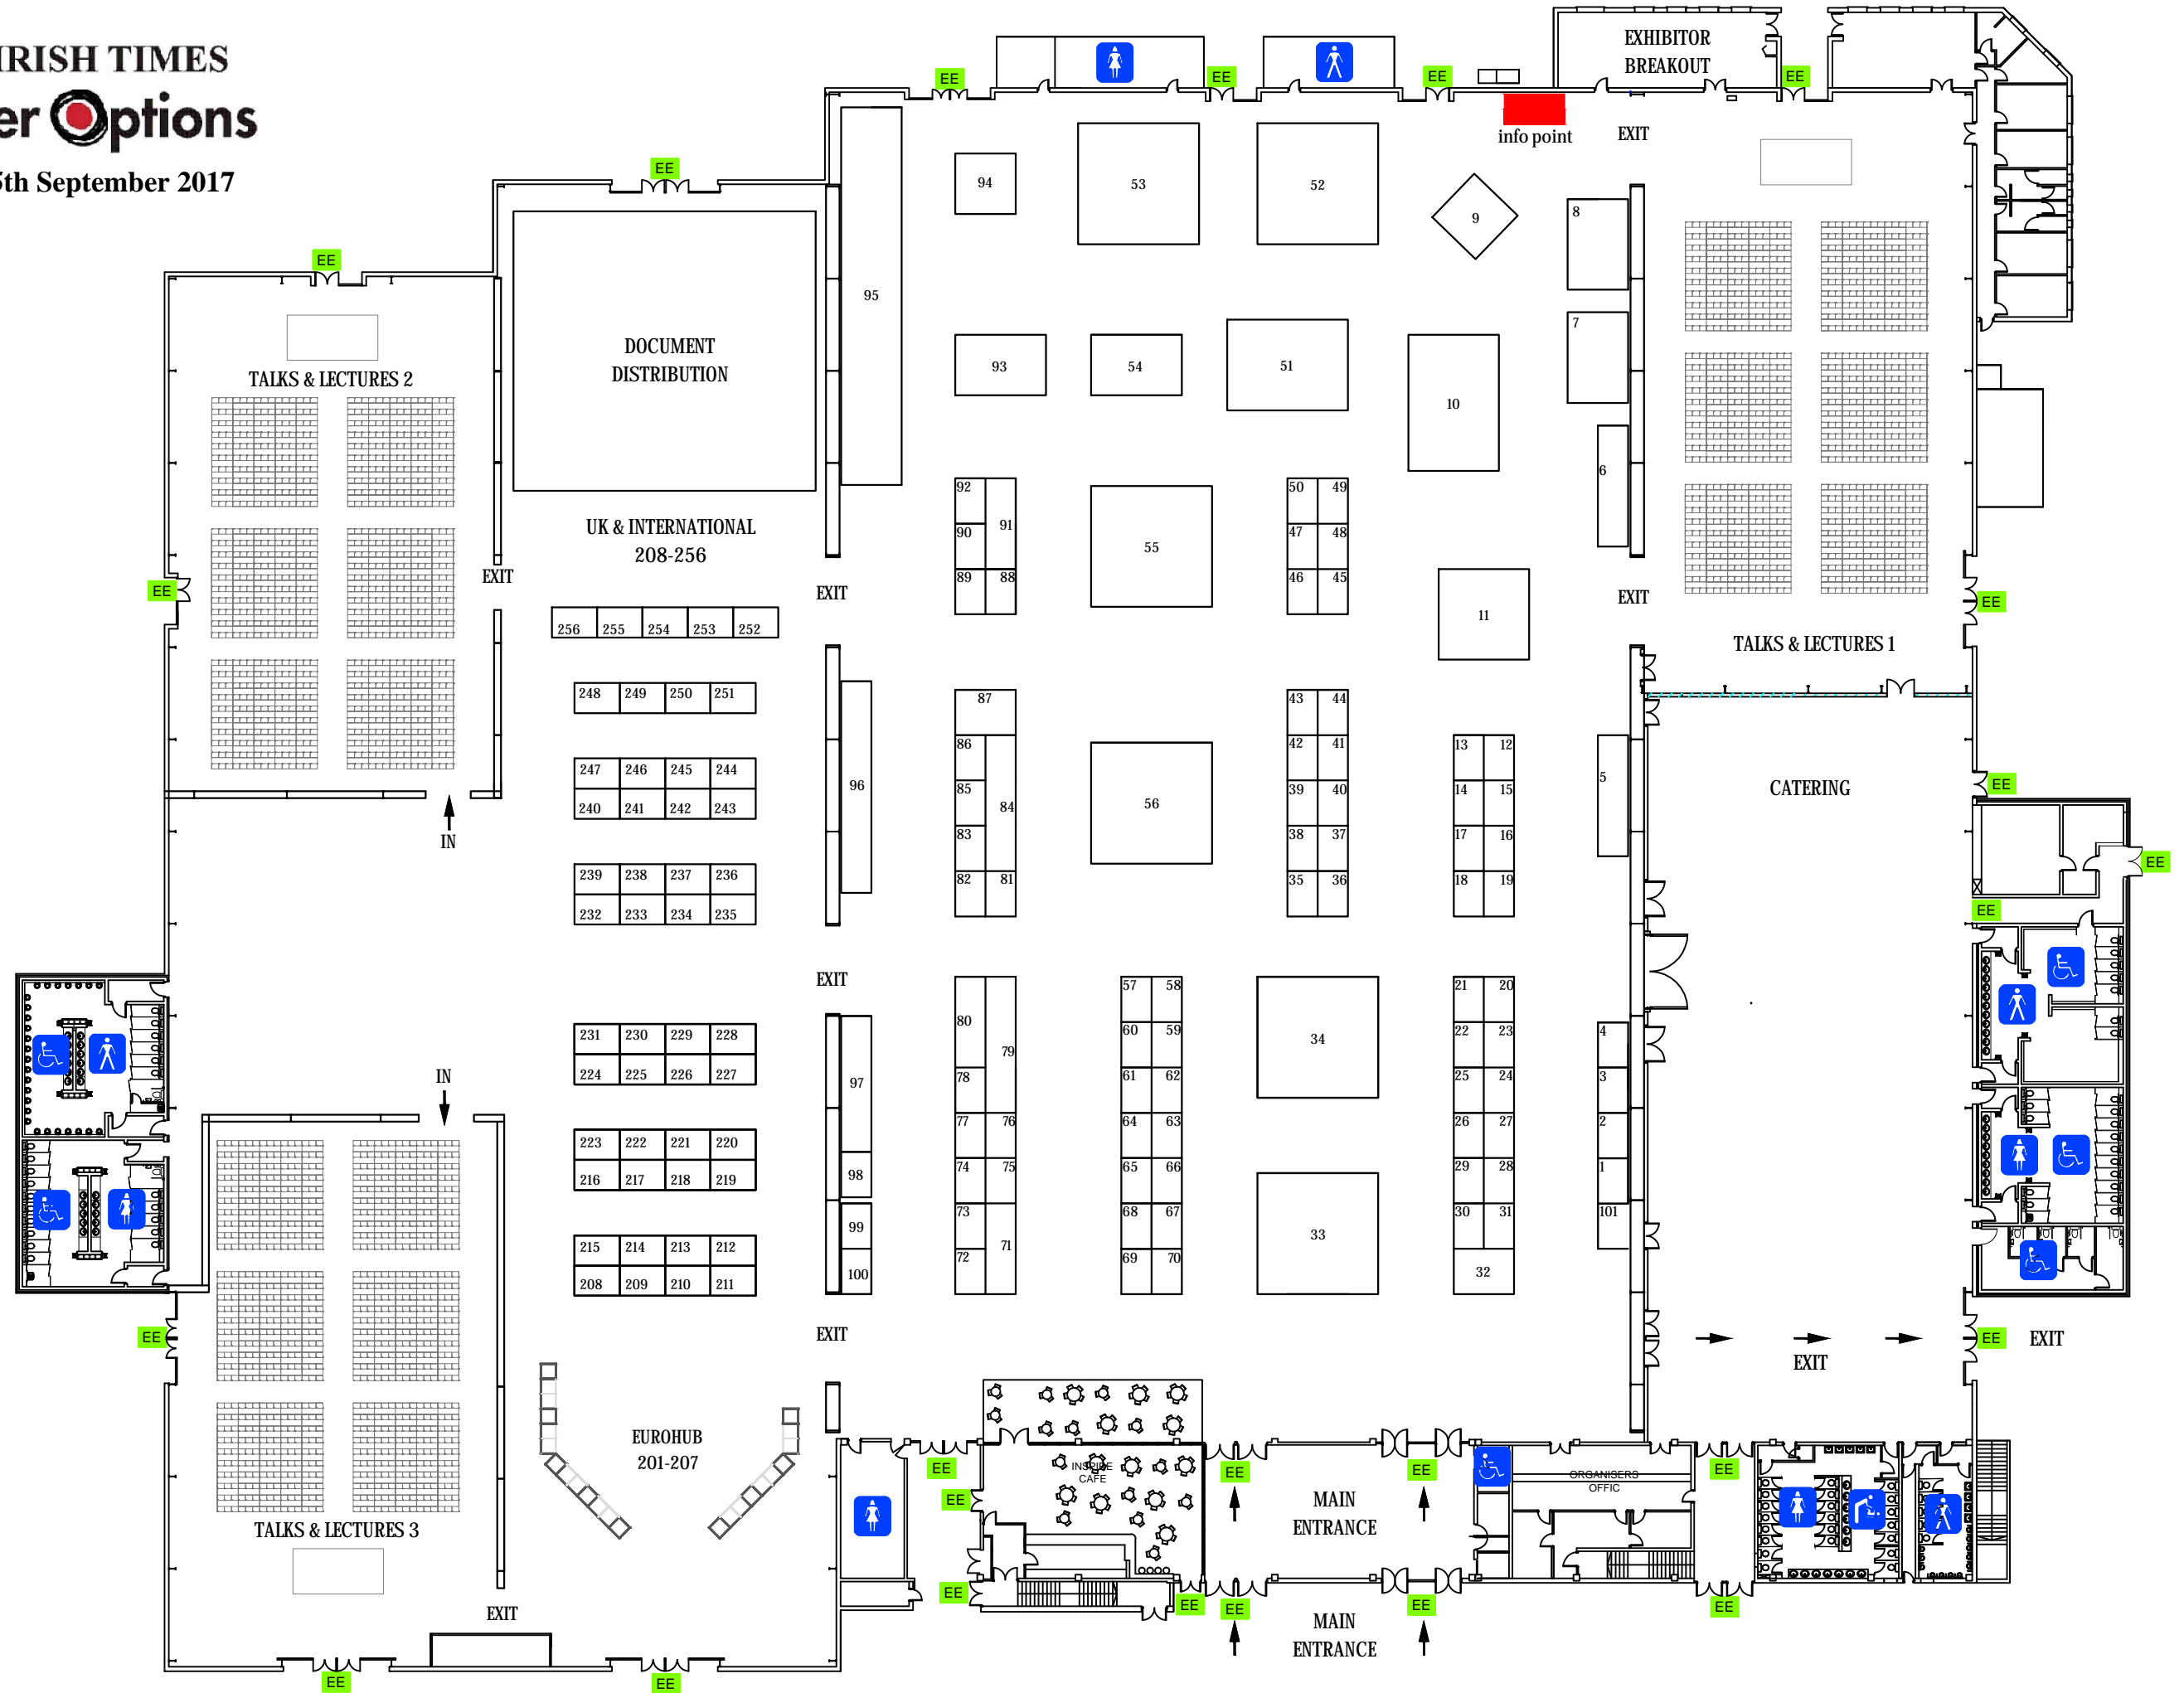 IRISH TIMES
er Options
5th September 2017
EE
EE
EE
EE
EE
EE
EXHIBITOR
BREAKOUT
info point
EXIT
94
53
52
9
8
95
DOCUMENT
DISTRIBUTION
TALKS & LECTURES 2
93
54
51
10
7
6
UK & INTERNATIONAL
208-256
EXIT
EXIT
EXIT
EE
EE
92
91
90
89
88
55
50 49
47 48
46 45
11
TALKS & LECTURES 1
256 255 254 253 252
248 249 250 251
247 246 245 244
240 241 242 243
239 238 237 236
232 233 234 235
96
87
86
85
84
83
82 81
56
43 44
42 41
39 40
38 37
35 36
13 12
14 15
17 16
18 19
5
CATERING
EE
EE
EE
IN
EXIT
IN
231 230 229 228
224 225 226 227
223 222 221 220
216 217 218 219
215 214 213 212
208 209 210 211
97
98
99
100
80
79
78
77 76
74 75
73
71
72
57 58
60 59
61 62
64 63
65 66
68 67
69 70
34
33
21 20
22 23
25 24
26 27
29 28
30 31
32
4
3
2
1
101
EE
EXIT
EXIT
EE
EXIT
EUROHUB
201-207
TALKS & LECTURES 3
EXIT
INSPIRE
CAFE
EE
EE
EE
EE
EE
EE
MAIN
ENTRANCE
ORGANISERS
OFFIC
EE
EE
EE
EE
MAIN
ENTRANCE
EE
EE